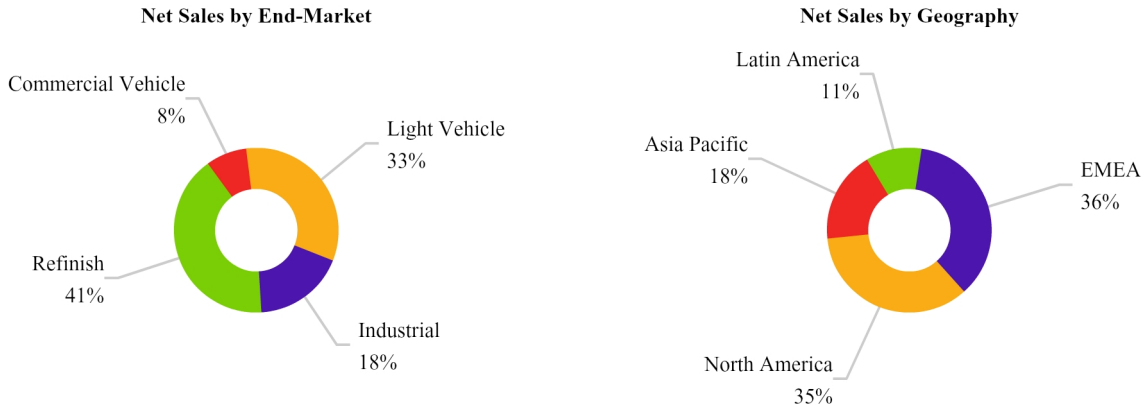 Net Sales by End-Market
Commercial Vehicle
8%
Light Vehicle
33%
Refinish
41%
Industrial
18%
Net Sales by Geography
Latin America
11%
Asia Pacific
18%
EMEA
36%
North America
35%